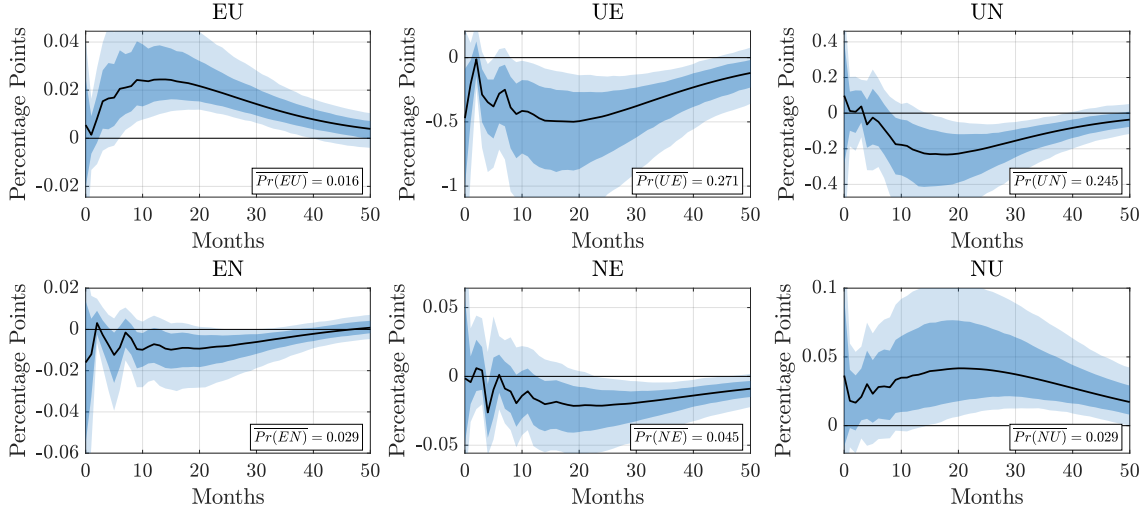 EU
Percentage Points
0.04
0.02
0
-0.02
0 10 20 30 40 50
Months
Pr(EU) = 0.016
UE
Percentage Points
0
-0.5
-1
0 10 20 30 40 50
Months
Pr(UE) = 0.271
UN
Percentage Points
0.4
0.2
0
-0.2
-0.4
0 10 20 30 40 50
Months
Pr(UN) = 0.245
EN
Percentage Points
0.02
0
-0.02
-0.04
-0.06
0 10 20 30 40 50
Months
Pr(EN) = 0.029
NE
Percentage Points
0.05
0
-0.05
0 10 20 30 40 50
Months
Pr(NE) = 0.045
NU
Percentage Points
0.1
0.05
0
0 10 20 30 40 50
Months
Pr(NU) = 0.029